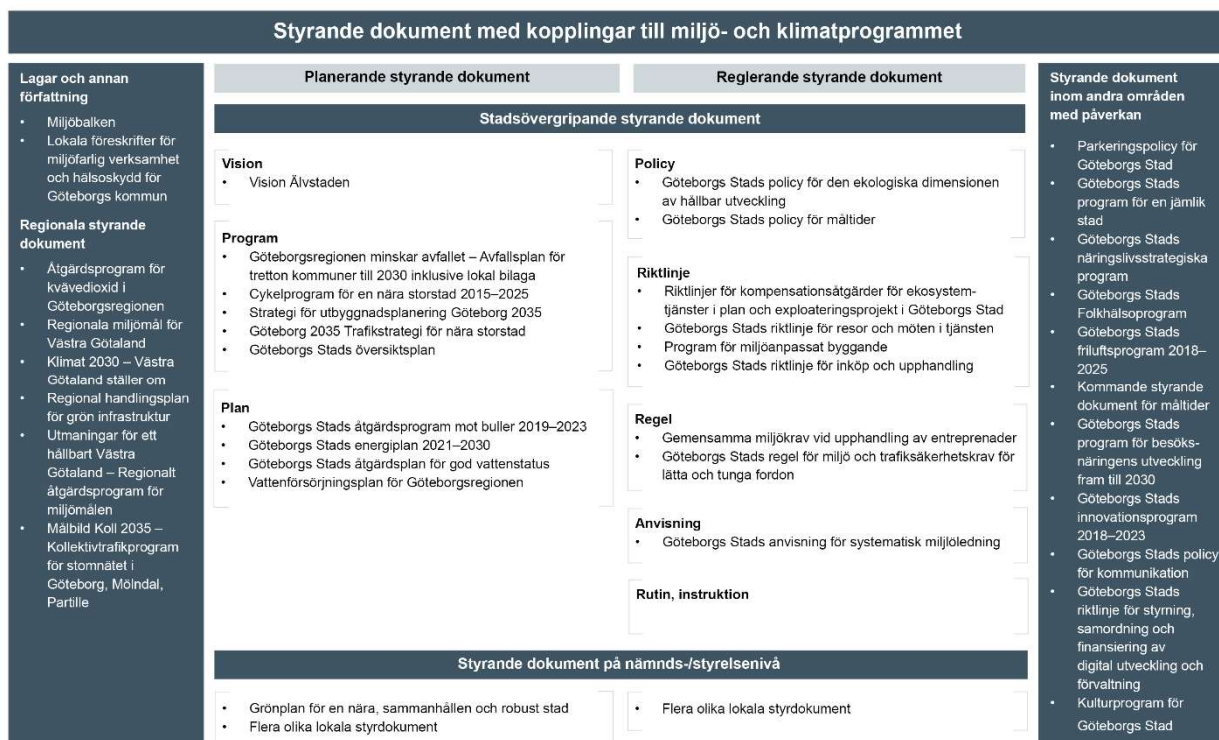 Styrande dokument med kopplingar till miljö- och klimatprogrammet
Lagar och annan
författning
• Miljöbalken
• Lokala föreskrifter för
miljöfarlig verksamhet
och hälsoskydd för
Göteborgs kommun
Regionala styrande
dokument
• Åtgärdsprogram för
kvävedioxid i
Göteborgsregionen
• Regionala miljömål för
Västra Götaland
• Klimat 2030 – Västra
Götaland ställer om
• Regional handlingsplan
för grön infrastruktur
• Utmaningar för ett
hållbart Västra
Götaland – Regionalt
åtgärdsprogram för
miljömålen
• Målbild Koll 2035 –
Kollektivtrafikprogram
för stomnätet i
Göteborg, Mölndal,
Partille
Planerande styrande dokument
Reglerande styrande dokument
Stadsövergripande styrande dokument
Vision
• Vision Älvstaden
Program
• Göteborgsregionen minskar avfallet – Avfallsplan för
tretton kommuner till 2030 inklusive lokal bilaga
• Cykelprogram för en nära storstad 2015–2025
• Strategi för utbyggnadsplanering Göteborg 2035
• Göteborg 2035 Trafikstrategi för nära storstad
• Göteborgs Stads översiktsplan
Plan
• Göteborgs Stads åtgärdsprogram mot buller 2019–2023
• Göteborgs Stads energiplan 2021–2030
• Göteborgs Stads åtgärdsplan för god vattenstatus
• Vattenförsörjningsplan för Göteborgsregionen
Policy
• Göteborgs Stads policy för den ekologiska dimensionen
av hållbar utveckling
• Göteborgs Stads policy för måltider
Riktlinje
• Riktlinjer för kompensationsåtgärder för ekosystem-
tjänster i plan och exploateringsprojekt i Göteborg Stad
• Göteborgs Stads riktlinje för resor och möten i tjänsten
• Program för miljöanpassat byggande
• Göteborgs Stads riktlinje för inköp och upphandling
Regel
• Gemensamma miljökrav vid upphandling av entreprenader
• Göteborgs Stads regel för miljö och trafiksäkerhetskrav för
lätta och tunga fordon
Anvisning
• Göteborgs Stads anvisning för systematisk miljlöledning
Rutin, instruktion
Styrande dokument på nämnds-/styrelsenivå
• Grönplan för en nära, sammanhållen och robust stad
• Flera olika lokala styrdokument
• Flera olika lokala styrdokument
Styrande dokument
inom andra områden
med påverkan
• Parkeringspolicy för
Göteborg Stad
• Göteborgs Stads
program för en jämlik
stad
• Göteborgs Stads
näringslivsstrategiska
program
• Göteborgs Stads
Folkhälsoprogram
• Göteborgs Stads
friluftsprogram 2018–
2025
• Kommande styrande
dokument för måltider
• Göteborgs Stads
program för besöks-
näringens utveckling
fram till 2030
• Göteborgs Stads
innovationsprogram
2018–2023
• Göteborgs Stads policy
för kommunikation
• Göteborgs Stads
riktlinje för styrning,
samordning och
finansiering av
digital utveckling och
förvaltning
• Kulturprogram för
Göteborgs Stad